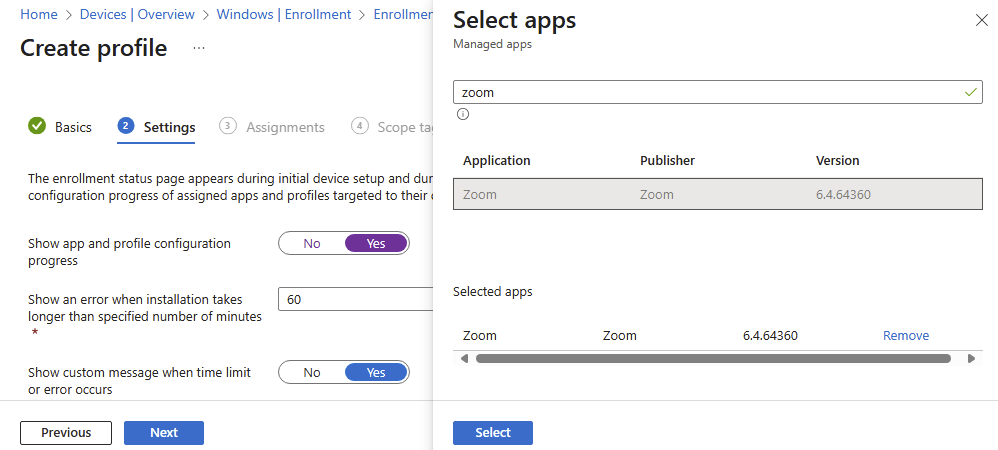 Home > Devices | Overview > Windows | Enrollment > Enrollmen
Create profile ...
Basics
2 Settings
3 Assignments
4 Scope ta
The enrollment status page appears during initial device setup and du
configuration progress of assigned apps and profiles targeted to their
Show app and profile configuration
progress
No Yes
Show an error when installation takes
longer than specified number of minutes
*
60
Show custom message when time limit
or error occurs
No Yes
Previous Next
Select apps
Managed apps
zoom
Application Publisher Version
Zoom Zoom 6.4.64360
Selected apps
Zoom Zoom 6.4.64360 Remove
Select